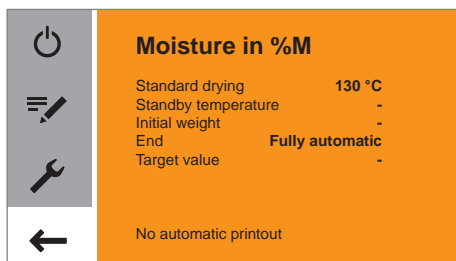 Moisture in %M
Standard drying 130 °C
Standby temperature -
Initial weight -
End Fully automatic
Target value -
No automatic printout